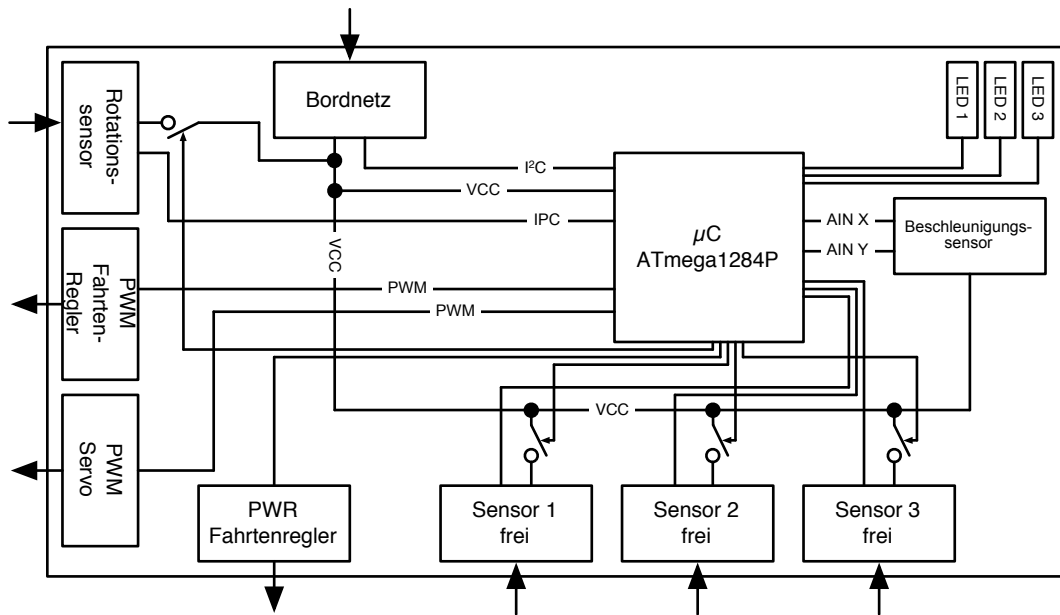 Bordnetz
LED 1
LED 2
LED 3
Rotations-
sensor
I²C
VCC
IPC
VCC
µC
ATmega1284P
AIN X
AIN Y
Beschleunigungs-
sensor
PWM
Fahrten-
Regler
PWM
PWM
VCC
PWM
Servo
PWR
Fahrtenregler
Sensor 1
frei
Sensor 2
frei
Sensor 3
frei